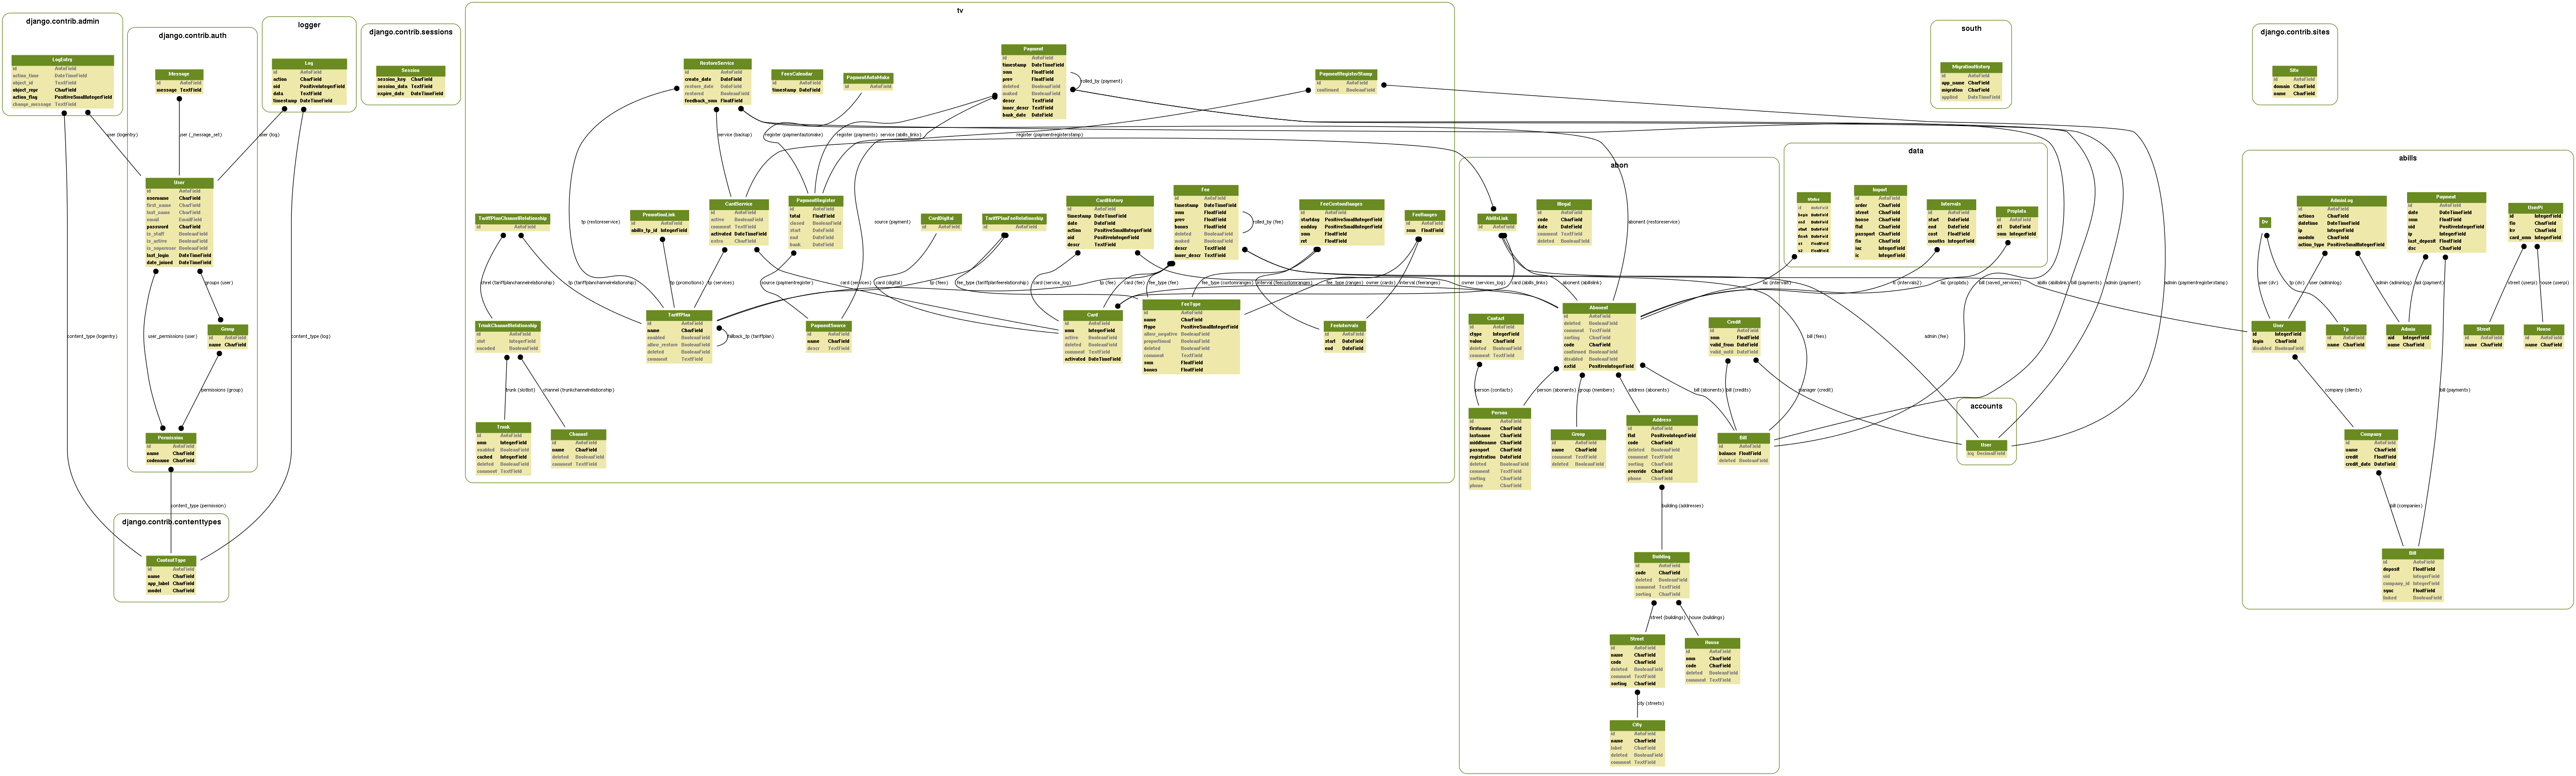 django.contrib.admin
LogEntry
id AutoField
action_time DateTimeField
object_id TextField
object_repr CharField
action_flag PositiveSmallIntegerField
change_message TextField
django.contrib.auth
Message
id AutoField
message TextField
User
id AutoField
username CharField
first_name CharField
last_name CharField
email EmailField
password CharField
is_staff BooleanField
is_active BooleanField
is_superuser BooleanField
last_login DateTimeField
date_joined DateTimeField
Group
id AutoField
name CharField
Permission
id AutoField
name CharField
codename CharField
user (logentry)
user (_message_set)
user (log)
groups (user)
user_permissions (user)
permissions (group)
content_type (logentry)
content_type (log)
content_type (permission)
django.contrib.contenttypes
ContentType
id AutoField
name CharField
app_label CharField
model CharField
logger
Log
id AutoField
action CharField
oid PositiveIntegerField
data TextField
timestamp DateTimeField
django.contrib.sessions
Session
session_key CharField
session_data TextField
expire_date DateTimeField
tv
RestoreService
id AutoField
create_date DateField
restore_date DateField
restored BooleanField
feedback_sum FloatField
FeesCalendar
id AutoField
timestamp DateField
PaymentAutoMake
id AutoField
Payment
id AutoField
timestamp DateTimeField
sum FloatField
prev FloatField
deleted BooleanField
maked BooleanField
descr TextField
inner_descr TextField
bank_date DateField
rolled_by (payment)
PaymentRegisterStamp
id AutoField
confirmed BooleanField
service (backup)
register (paymentautomake)
register (payments)
service (abills_links)
register (paymentregisterstamp)
TariffPlanChannelRelationship
id AutoField
PromotionLink
id AutoField
abills_tp_id IntegerField
CardService
id AutoField
active BooleanField
comment TextField
activated DateTimeField
extra CharField
PaymentRegister
id AutoField
total FloatField
closed BooleanField
start DateField
end DateField
bank DateField
CardDigital
id AutoField
TariffPlanFeeRelationship
id AutoField
CardHistory
id AutoField
timestamp DateTimeField
date DateField
action PositiveSmallIntegerField
oid PositiveIntegerField
descr TextField
Fee
id AutoField
timestamp DateTimeField
sum FloatField
prev FloatField
bonus FloatField
deleted BooleanField
maked BooleanField
descr TextField
inner_descr TextField
rolled_by (fee)
FeeCustomRanges
id AutoField
startday PositiveSmallIntegerField
endday PositiveSmallIntegerField
sum FloatField
ret FloatField
FeeRanges
id AutoField
sum FloatField
tp (restoreservice)
source (payment)
chrel (tariffplanchannelrelationship)
tp (tariffplanchannelrelationship)
tp (promotions)
tp (services)
source (paymentregister)
card (services)
card (digital)
tp (fees)
fee_type (tariffplanfeerelationship)
card (service_log)
tp (fee)
card (fee)
fee_type (fee)
fee_type (customranges)
interval (feecustomranges)
fee_type (ranges)
owner (cards)
interval (feeranges)
owner (services_log)
card (abills_links)
TrunkChannelRelationship
id AutoField
slot IntegerField
encoded BooleanField
TariffPlan
id AutoField
name CharField
enabled BooleanField
allow_restore BooleanField
deleted BooleanField
comment TextField
fallback_tp (tariffplan)
PaymentSource
id AutoField
name CharField
descr TextField
Card
id AutoField
num IntegerField
active BooleanField
deleted BooleanField
comment TextField
activated DateTimeField
FeeType
id AutoField
name CharField
ftype PositiveSmallIntegerField
allow_negative BooleanField
proportional BooleanField
deleted BooleanField
comment TextField
sum FloatField
bonus FloatField
FeeIntervals
id AutoField
start DateField
end DateField
trunk (slotlist)
channel (trunkchannelrelationship)
Trunk
id AutoField
num IntegerField
enabled BooleanField
cached IntegerField
deleted BooleanField
comment TextField
Channel
id AutoField
name CharField
deleted BooleanField
comment TextField
abon
AbillsLink
id AutoField
Illegal
id AutoField
code CharField
date DateField
comment TextField
deleted BooleanField
abonent (restoreservice)
abonent (abillslink)
Contact
id AutoField
ctype IntegerField
value CharField
deleted BooleanField
comment TextField
Abonent
id AutoField
deleted BooleanField
comment TextField
sorting CharField
code CharField
confirmed BooleanField
disabled BooleanField
extid PositiveIntegerField
Credit
id AutoField
sum FloatField
valid_from DateField
valid_until DateField
person (contacts)
person (abonents)
group (members)
address (abonents)
bill (abonents)
bill (credits)
manager (credit)
bill (fees)
Person
id AutoField
firstname CharField
lastname CharField
middlename CharField
passport CharField
registration DateField
deleted BooleanField
comment TextField
sorting CharField
phone CharField
Group
id AutoField
name CharField
comment TextField
deleted BooleanField
Address
id AutoField
flat PositiveIntegerField
code CharField
deleted BooleanField
comment TextField
sorting CharField
override CharField
phone CharField
Bill
id AutoField
balance FloatField
deleted BooleanField
building (addresses)
Building
id AutoField
code CharField
deleted BooleanField
comment TextField
sorting CharField
street (buildings)
house (buildings)
Street
id AutoField
name CharField
code CharField
deleted BooleanField
comment TextField
sorting CharField
House
id AutoField
num CharField
code CharField
deleted BooleanField
comment TextField
city (streets)
City
id AutoField
name CharField
label CharField
deleted BooleanField
comment TextField
data
Import
id AutoField
order CharField
street CharField
house CharField
flat CharField
passport CharField
fio CharField
iac IntegerField
ic IntegerField
Intervals
id AutoField
start DateField
end DateField
cost FloatField
months IntegerField
id AutoField
d1 DateField
sum IntegerField
bill (saved_services)
abills (abillslink)
bill (payments)
admin (payment)
admin (paymentregisterstamp)
admin (fee)
accounts
User
log DecimalField
south
MigrationHistory
id AutoField
app_name CharField
migration CharField
applied DateTimeField
django.contrib.sites
Site
id AutoField
domain CharField
name CharField
abills
Dv
id
AdminLog
id AutoField
actions CharField
datetime DateTimeField
ip IntegerField
module CharField
action_type PositiveSmallIntegerField
Payment
id AutoField
date DateTimeField
sum FloatField
oid PositiveIntegerField
ip IntegerField
last_deposit FloatField
dsc CharField
UserPi
id IntegerField
fio CharField
kv CharField
card_num IntegerField
user (dv)
tp (dv)
user (adminlog)
admin (adminlog)
aid (payment)
street (userpi)
house (userpi)
User
id IntegerField
login CharField
disabled BooleanField
Tp
id AutoField
name CharField
Admin
aid IntegerField
name CharField
Street
id AutoField
name CharField
House
id AutoField
name CharField
company (clients)
bill (payments)
Company
id AutoField
name CharField
credit FloatField
credit_date DateField
bill (companies)
Bill
id AutoField
deposit FloatField
uid IntegerField
company_id IntegerField
sync FloatField
linked BooleanField